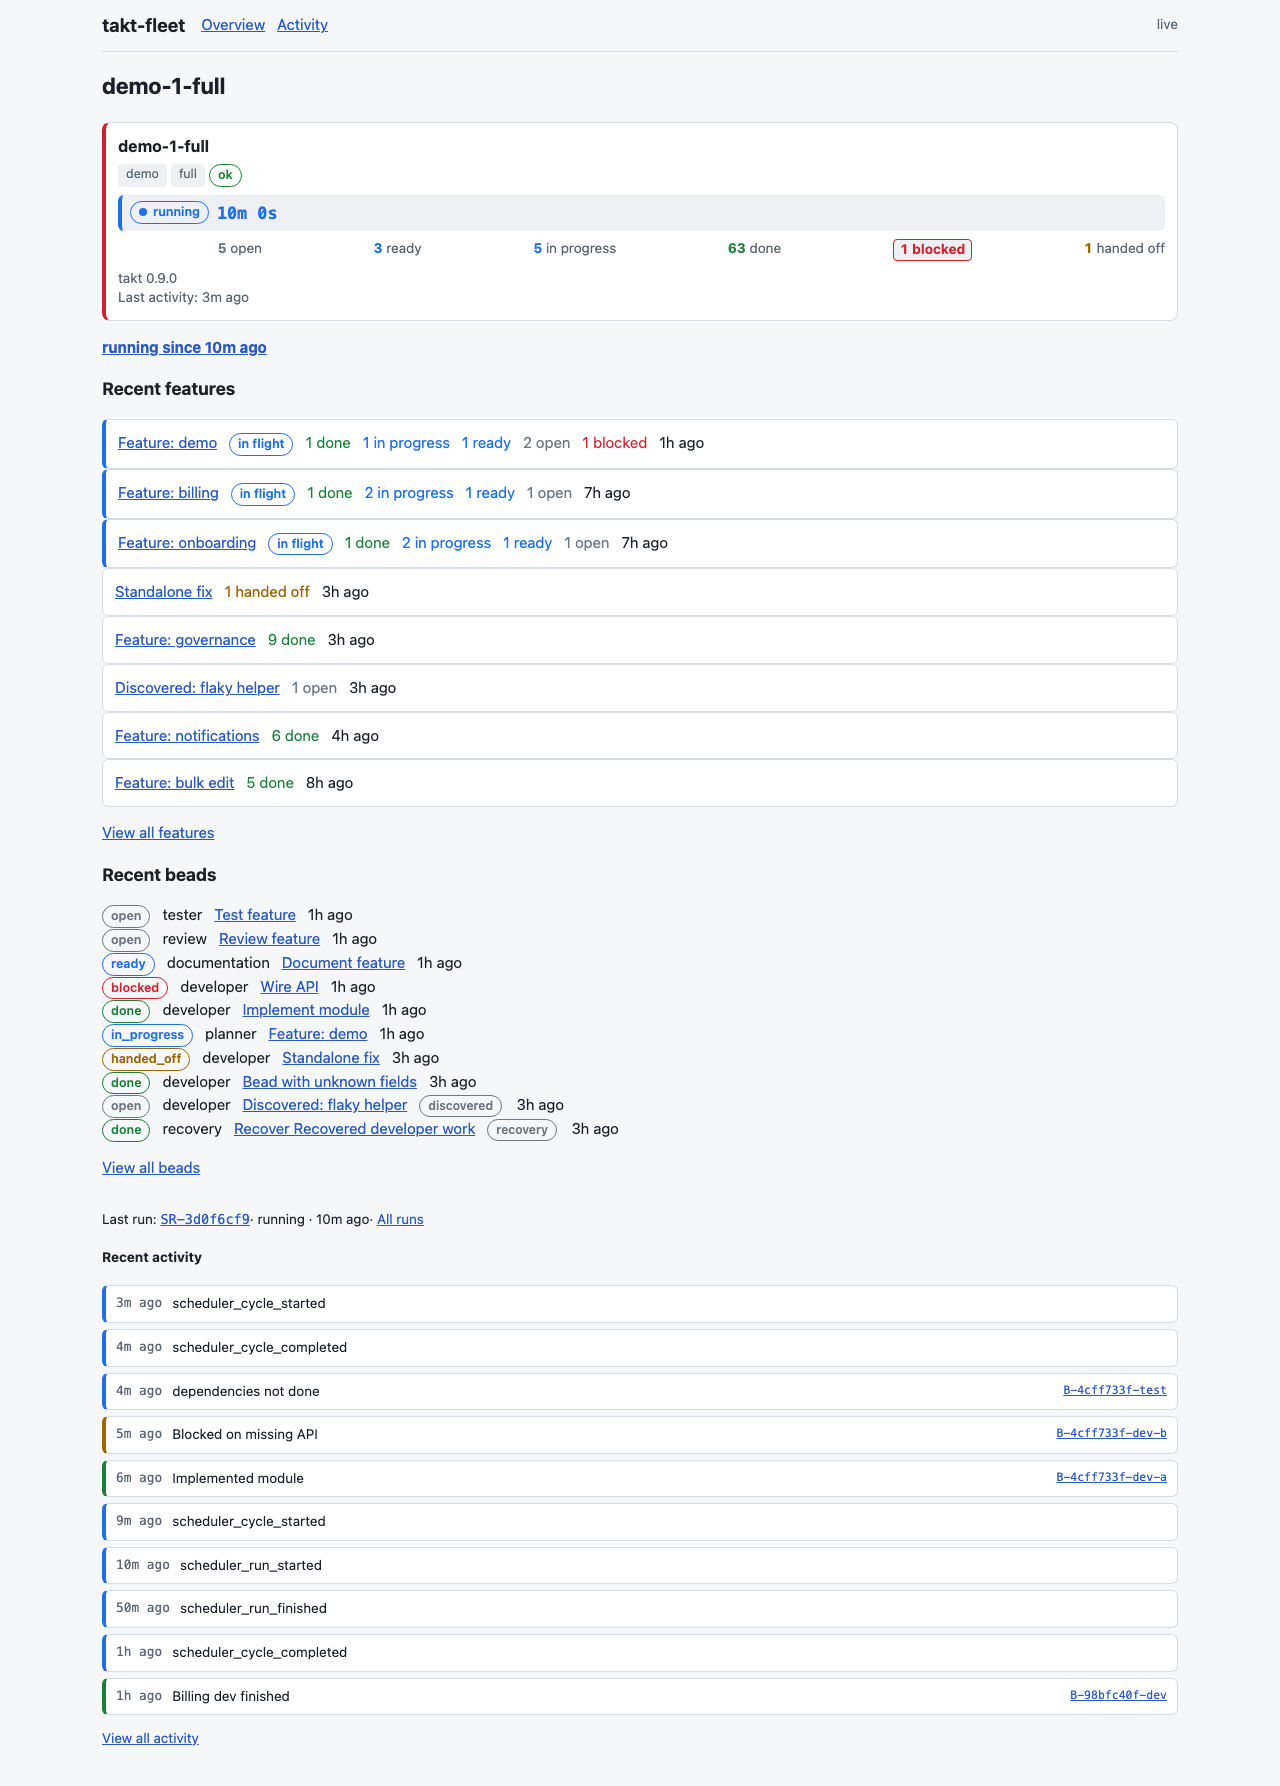 takt-fleet Overview Activity live
demo-1-full
demo-1-full
demo full ok
running 10m 0s
5 open 3 ready 5 in progress 63 done 1 blocked 1 handed off
takt 0.9.0
Last activity: 3m ago
running since 10m ago
Recent features
Feature: demo in flight 1 done 1 in progress 1 ready 2 open 1 blocked 1h ago
Feature: billing in flight 1 done 2 in progress 1 ready 1 open 7h ago
Feature: onboarding in flight 1 done 2 in progress 1 ready 1 open 7h ago
Standalone fix 1 handed off 3h ago
Feature: governance 9 done 3h ago
Discovered: flaky helper 1 open 3h ago
Feature: notifications 6 done 4h ago
Feature: bulk edit 5 done 8h ago
View all features
Recent beads
open tester Test feature 1h ago
open review Review feature 1h ago
ready documentation Document feature 1h ago
blocked developer Wire API 1h ago
done developer Implement module 1h ago
in_progress planner Feature: demo 1h ago
handed_off developer Standalone fix 3h ago
done developer Bead with unknown fields 3h ago
open developer Discovered: flaky helper discovered 3h ago
done recovery Recover Recovered developer work recovery 3h ago
View all beads
Last run: SR-3d0f6cf9· running · 10m ago· All runs
Recent activity
3m ago scheduler_cycle_started
4m ago scheduler_cycle_completed
4m ago dependencies not done B-4cff733f-test
5m ago Blocked on missing API B-4cff733f-dev-b
6m ago Implemented module B-4cff733f-dev-a
9m ago scheduler_cycle_started
10m ago scheduler_run_started
50m ago scheduler_run_finished
1h ago scheduler_cycle_completed
1h ago Billing dev finished B-98bfc40f-dev
View all activity